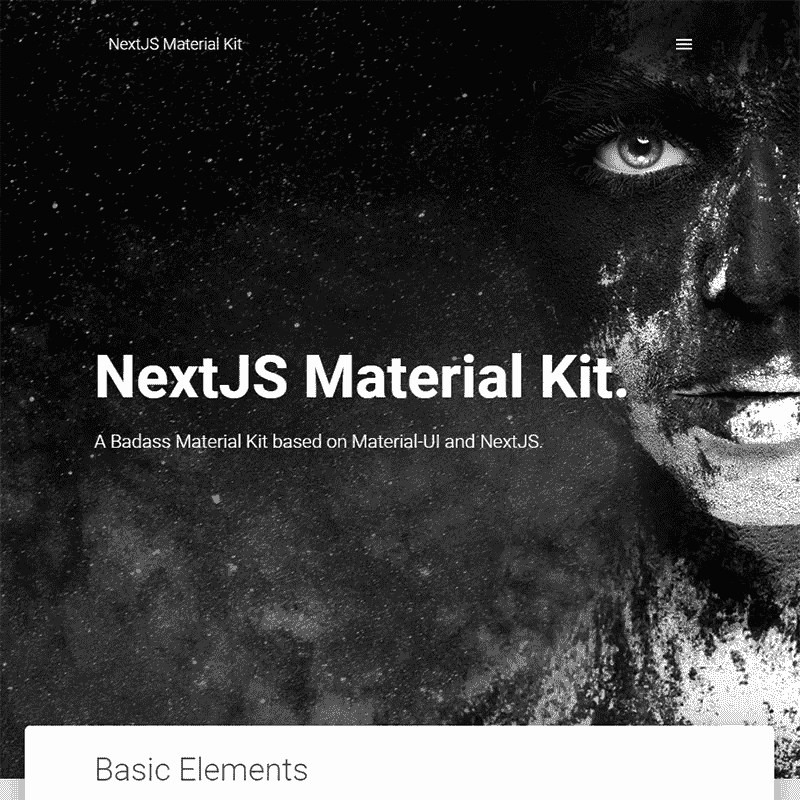 NextJS Material Kit
NextJS Material Kit.
A Badass Material Kit based on Material-UI and NextJS.
Basic Elements